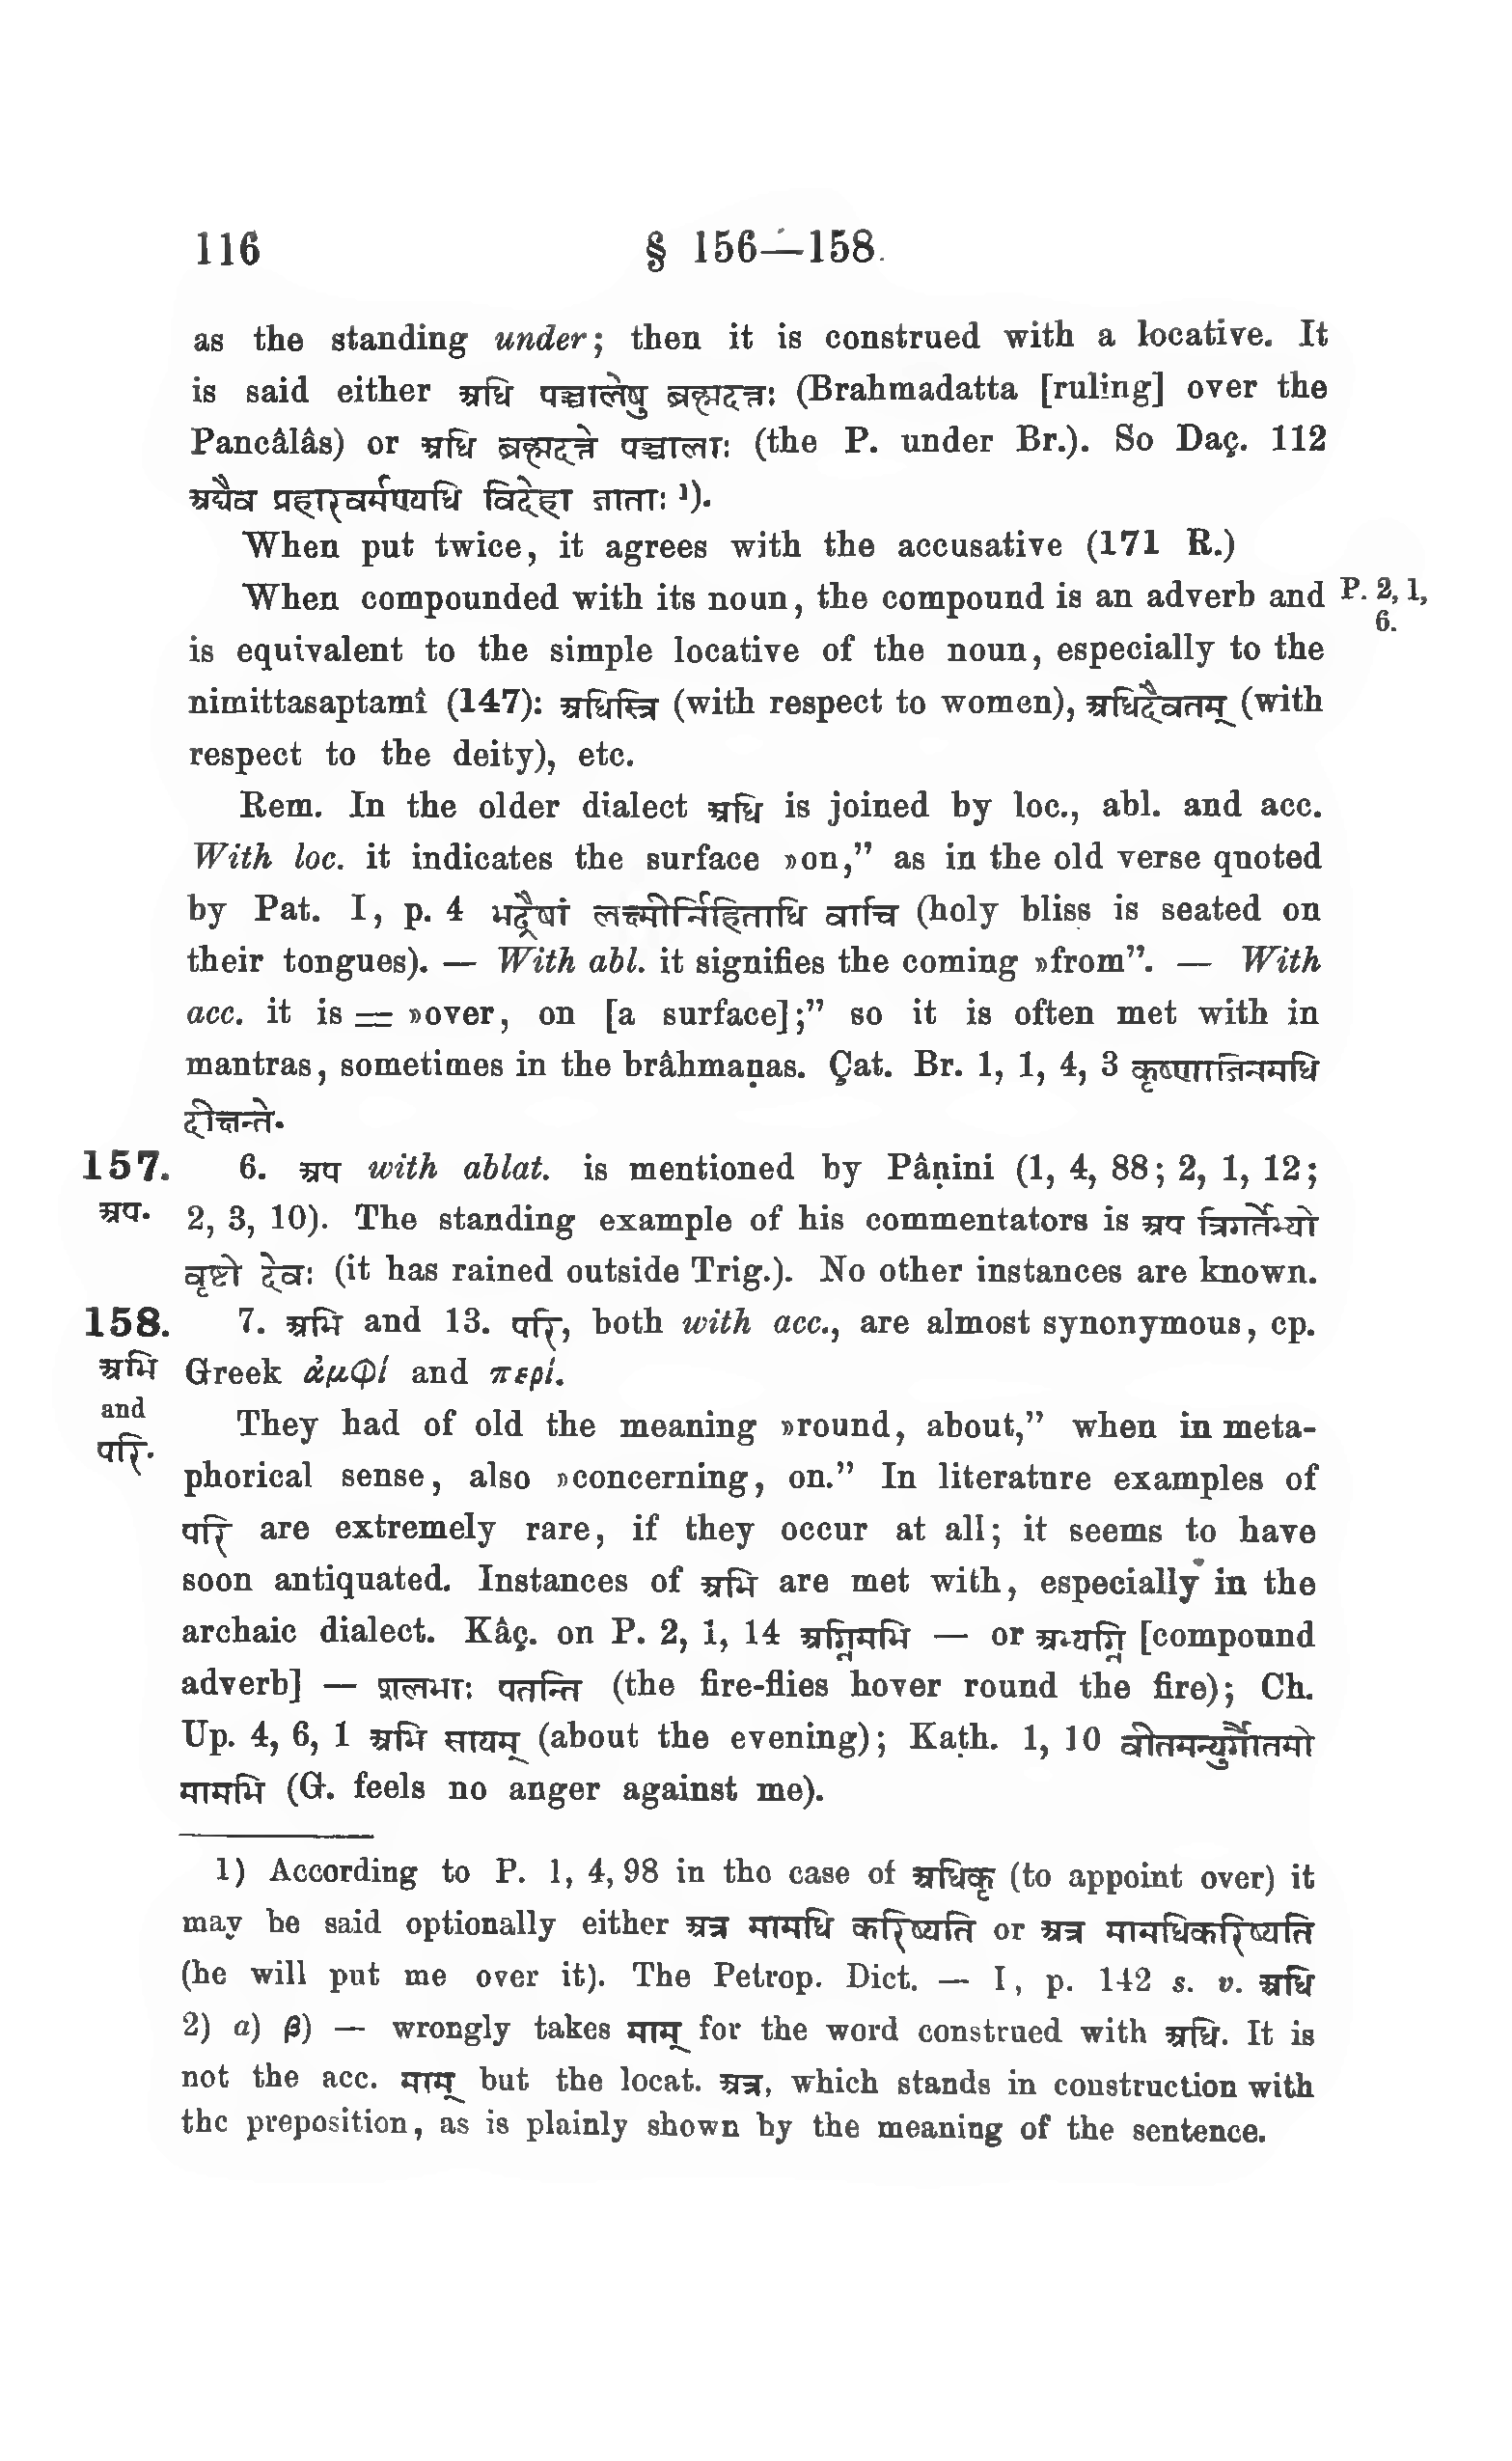 116 § 156—158.
as the standing under; then it is construed with a locative. It
is said either अधि पञ्चालेषु ब्रह्मदत्तः (Brahmadatta [ruling] over the
Pancâlâs) or अधि ब्रह्मदत्ते पञ्चालाः (the P. under Br.). So Daç. 112
अद्यैव प्रहारवर्मण्यधि विदेहा जाताः ¹).
When put twice, it agrees with the accusative (171 R.)
When compounded with its noun, the compound is an adverb and P. 2, 1,
6.
is equivalent to the simple locative of the noun, especially to the
nimittasaptamî (147): अधिस्त्रि (with respect to women), अधिदैवतम् (with
respect to the deity), etc.
Rem. In the older dialect अधि is joined by loc., abl. and acc.
With loc. it indicates the surface »on,” as in the old verse quoted
by Pat. I, p. 4 भद्रैषां लक्ष्मीर्निहिताधि वाचि (holy bliss is seated on
their tongues). — With abl. it signifies the coming »from”. — With
acc. it is = »over, on [a surface];” so it is often met with in
mantras, sometimes in the brâhmaṇas. Çat. Br. 1, 1, 4, 3 कृष्णाजिनमधि
दीक्षन्ते.
157. 6. अप with ablat. is mentioned by Pâṇini (1, 4, 88; 2, 1, 12;
अप. 2, 3, 10). The standing example of his commentators is अप त्रिगर्तेभ्यो
वृष्टो देवः (it has rained outside Trig.). No other instances are known.
158. 7. अभि and 13. परि, both with acc., are almost synonymous, cp.
अभि Greek ἀμφί and περί.
and
They had of old the meaning »round, about,” when in meta-
परि.
phorical sense, also »concerning, on.” In literature examples of
परि are extremely rare, if they occur at all; it seems to have
soon antiquated. Instances of अभि are met with, especially in the
archaic dialect. Kâç. on P. 2, 1, 14 अग्निमभि — or अभ्यग्नि [compound
adverb] — शलभाः पतन्ति (the fire-flies hover round the fire); Ch.
Up. 4, 6, 1 अभि सायम् (about the evening); Kaṭh. 1, 10 वीतमन्युर्गौतमो
मामभि (G. feels no anger against me).
1) According to P. 1, 4, 98 in the case of अधिकृ (to appoint over) it
may be said optionally either अत्र मामधि करिष्यति or अत्र मामधिकरिष्यति
(he will put me over it). The Petrop. Dict. — I, p. 142 s. v. अधि
2) a) β) — wrongly takes माम् for the word construed with अधि. It is
not the acc. माम् but the locat. अत्र, which stands in construction with
the preposition, as is plainly shown by the meaning of the sentence.